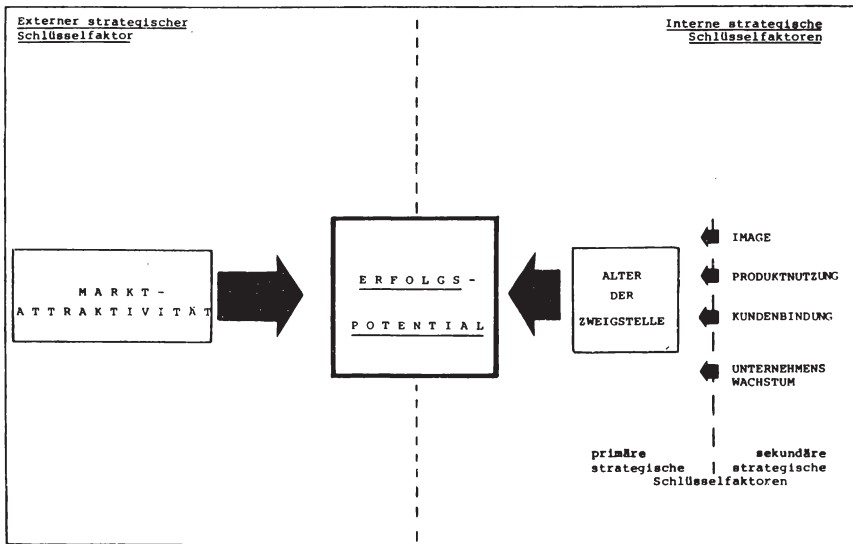 Externer strategischer
Schlüsselfaktor
Interne strategische
Schlüsselfaktoren
M A R K T -
A T T R A K T I V I T Ä T
E R F O L G S -
P O T E N T I A L
ALTER
DER
ZWEIGSTELLE
IMAGE
PRODUKTNUTZUNG
KUNDENBINDUNG
UNTERNEHMENS
WACHSTUM
primäre sekundäre
strategische strategische
Schlüsselfaktoren